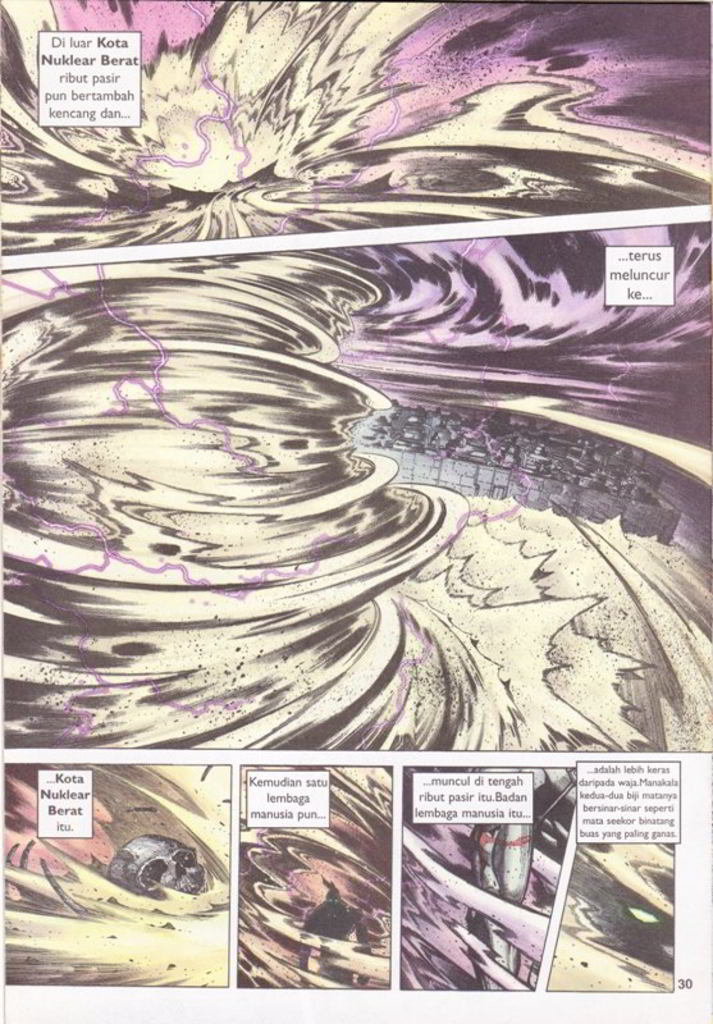 Di luar Kota
Nuklear Berat
ribut pasir
pun bertambah
kencang dan...
...terus
meluncur
ke...
...Kota
Nuklear
Berat
itu.
Kemudian satu
lembaga
manusia pun...
...muncul di tengah
ribut pasir itu.Badan
lembaga manusia itu...
...adalah lebih keras
daripada waja.Manakala
kedua-dua biji matanya
bersinar-sinar seperti
mata seekor binatang
buas yang paling ganas.
30